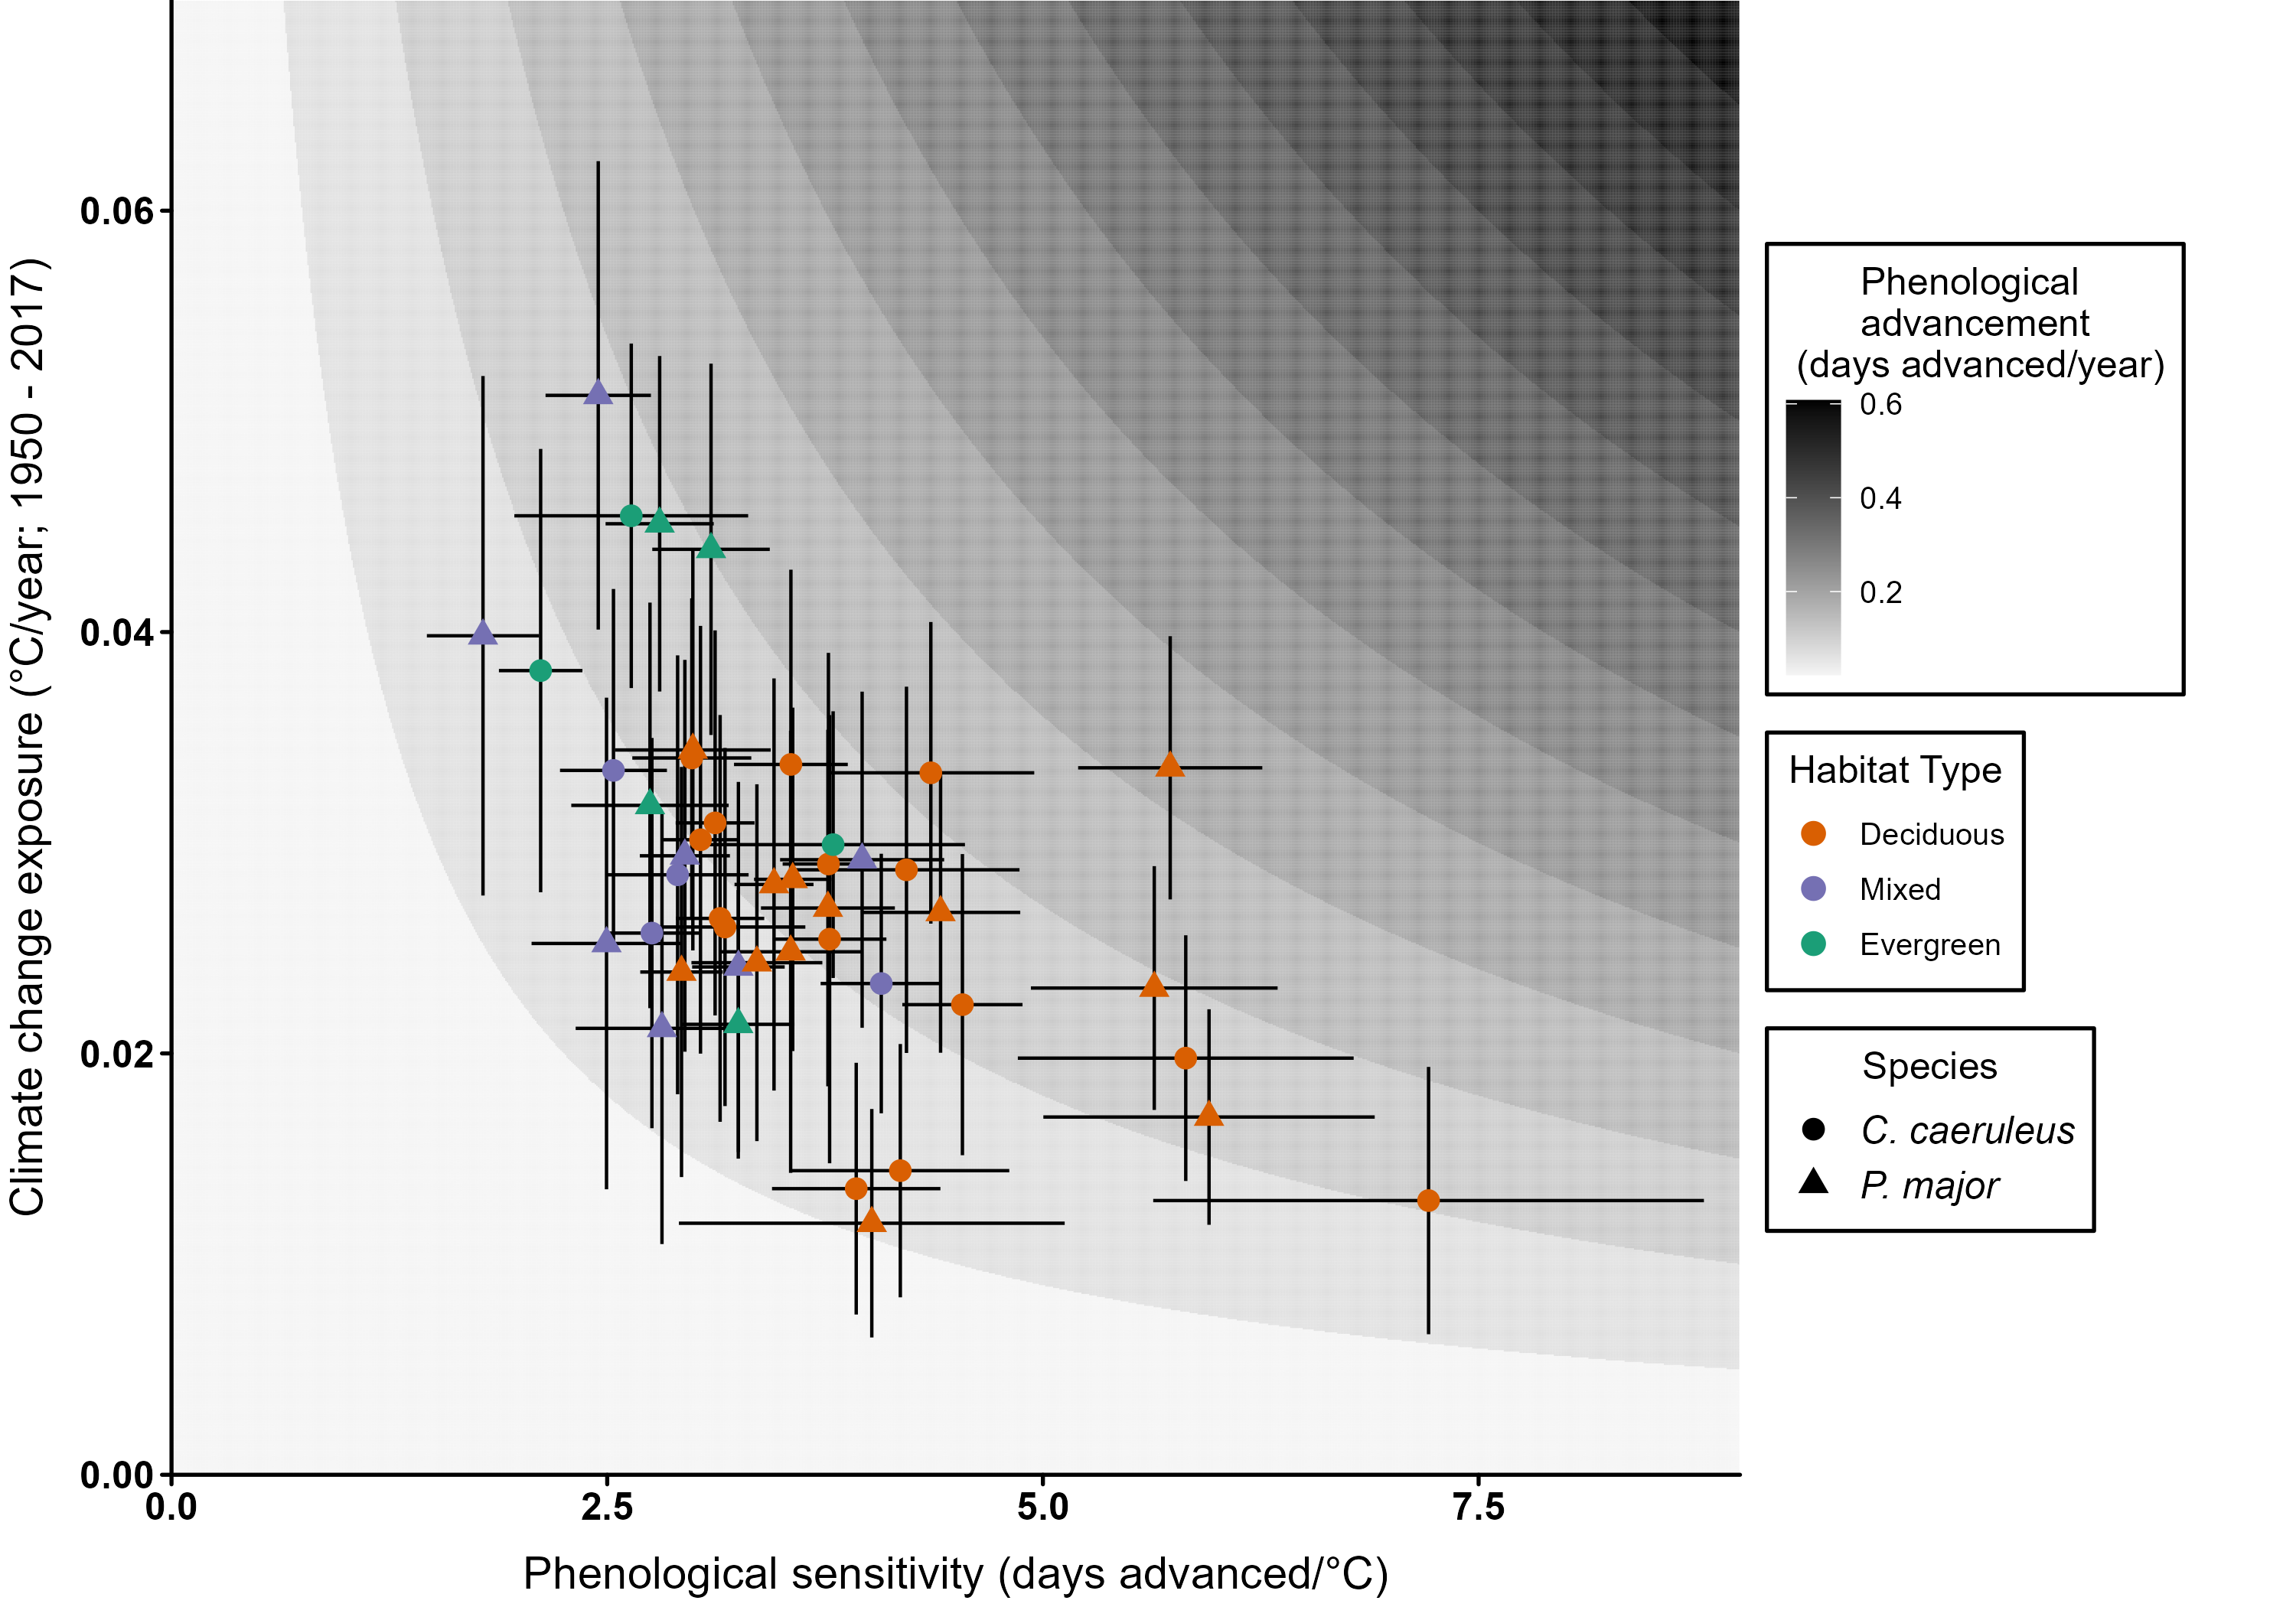 Climate change exposure (°C/year; 1950 - 2017)
0.06
0.04
0.02
0.00
0.0
2.5
5.0
7.5
Phenological sensitivity (days advanced/°C)
Phenological
advancement
(days advanced/year)
0.6
0.4
0.2
Habitat Type
Deciduous
Mixed
Evergreen
Species
C. caeruleus
P. major